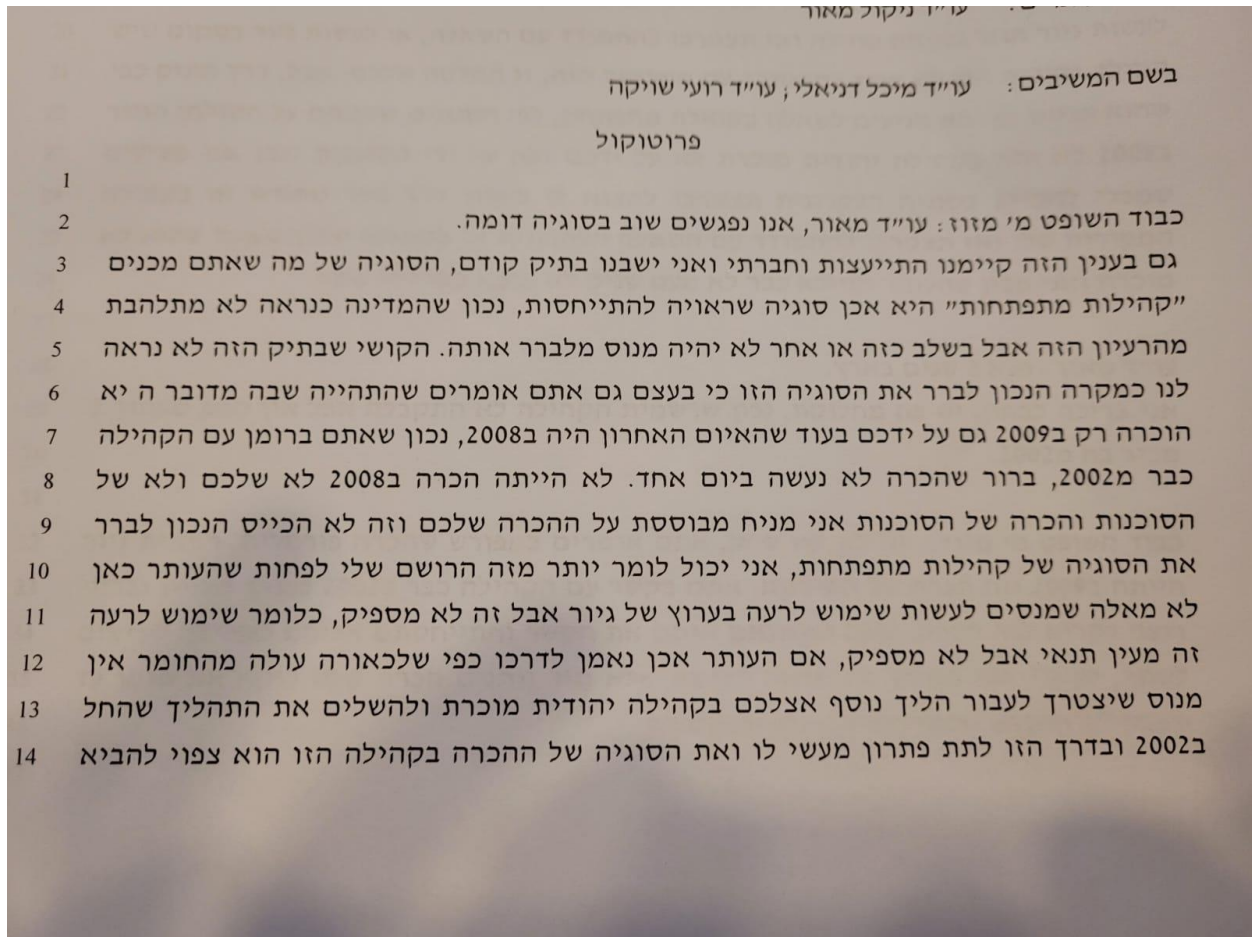 עו״ד ניקול מאור
בשם המשיבים: עו״ד מיכל דניאלי; עו״ד רועי שויקה
פרוטוקול
1
כבוד השופט מ׳ מזוז: עו״ד מאור, אנו נפגשים שוב בסוגיה דומה. 2
גם בענין הזה קיימנו התייעצות וחברתי ואני ישבנו בתיק קודם, הסוגיה של מה שאתם מכנים 3
״קהילות מתפתחות״ היא אכן סוגיה שראויה להתייחסות, נכון שהמדינה כנראה לא מתלהבת 4
מהרעיון הזה אבל בשלב כזה או אחר לא יהיה מנוס מלברר אותה. הקושי שבתיק הזה לא נראה 5
לנו כמקרה הנכון לברר את הסוגיה הזו כי בעצם גם אתם אומרים שהתהייה שבה מדובר ה יא 6
הוכרה רק ב2009 גם על ידכם בעוד שהאיום האחרון היה ב2008, נכון שאתם ברומן עם הקהילה 7
כבר מ2002, ברור שהכרה לא נעשה ביום אחד. לא הייתה הכרה ב2008 לא שלכם ולא של 8
הסוכנות והכרה של הסוכנות אני מניח מבוססת על ההכרה שלכם וזה לא הכייס הנכון לברר 9
את הסוגיה של קהילות מתפתחות, אני יכול לומר יותר מזה הרושם שלי לפחות שהעותר כאן 10
לא מאלה שמנסים לעשות שימוש לרעה בערוץ של גיור אבל זה לא מספיק, כלומר שימוש לרעה 11
זה מעין תנאי אבל לא מספיק, אם העותר אכן נאמן לדרכו כפי שלכאורה עולה מהחומר אין 12
מנוס שיצטרך לעבור הליך נוסף אצלכם בקהילה יהודית מוכרת ולהשלים את התהליך שהחל 13
ב2002 ובדרך הזו לתת פתרון מעשי לו ואת הסוגיה של ההכרה בקהילה הזו הוא צפוי להביא 14